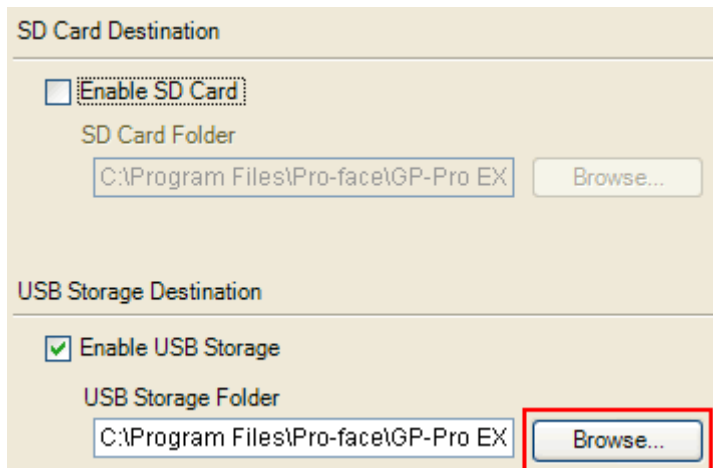 SD Card Destination
Enable SD Card
SD Card Folder
C:\Program Files\Pro-face\GP-Pro EX
Browse...
USB Storage Destination
Enable USB Storage
USB Storage Folder
C:\Program Files\Pro-face\GP-Pro EX
Browse...